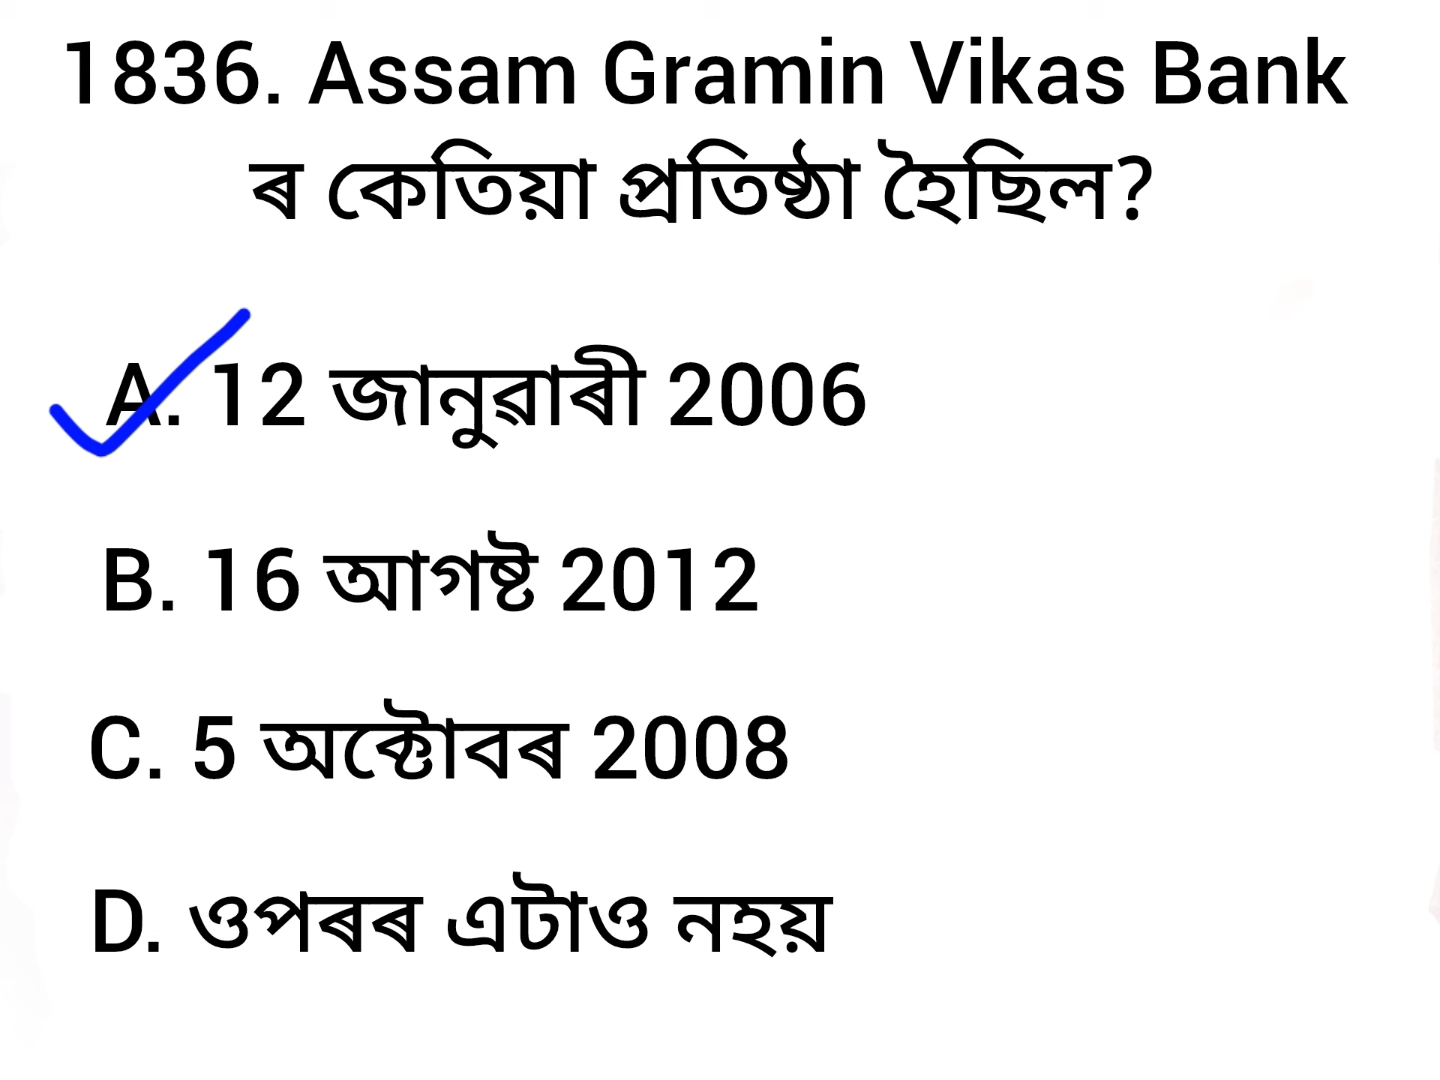 1836. Assam Gramin Vikas Bank
ৰ কেতিয়া প্ৰতিষ্ঠা হৈছিল?
A. 12 জানুৱাৰী 2006
B. 16 আগষ্ট 2012
C. 5 অক্টোবৰ 2008
D. ওপৰৰ এটাও নহয়